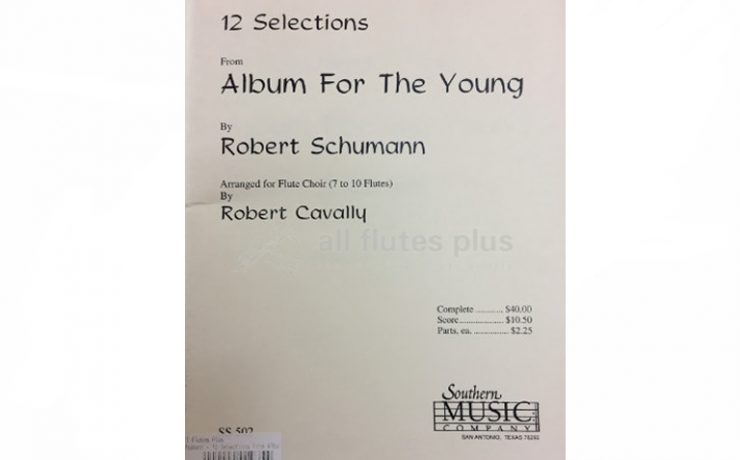 12 Selections
From
Album For The Young
By
Robert Schumann
Arranged for Flute Choir (7 to 10 Flutes)
By
Robert Cavally
all flutes plus
Complete .......... $40.00
Score.................... $10.50
Parts, ea. ............... $2.25
Southern
MUSIC
COMPANY
SAN ANTONIO, TEXAS
SS 502
Flutes Plus